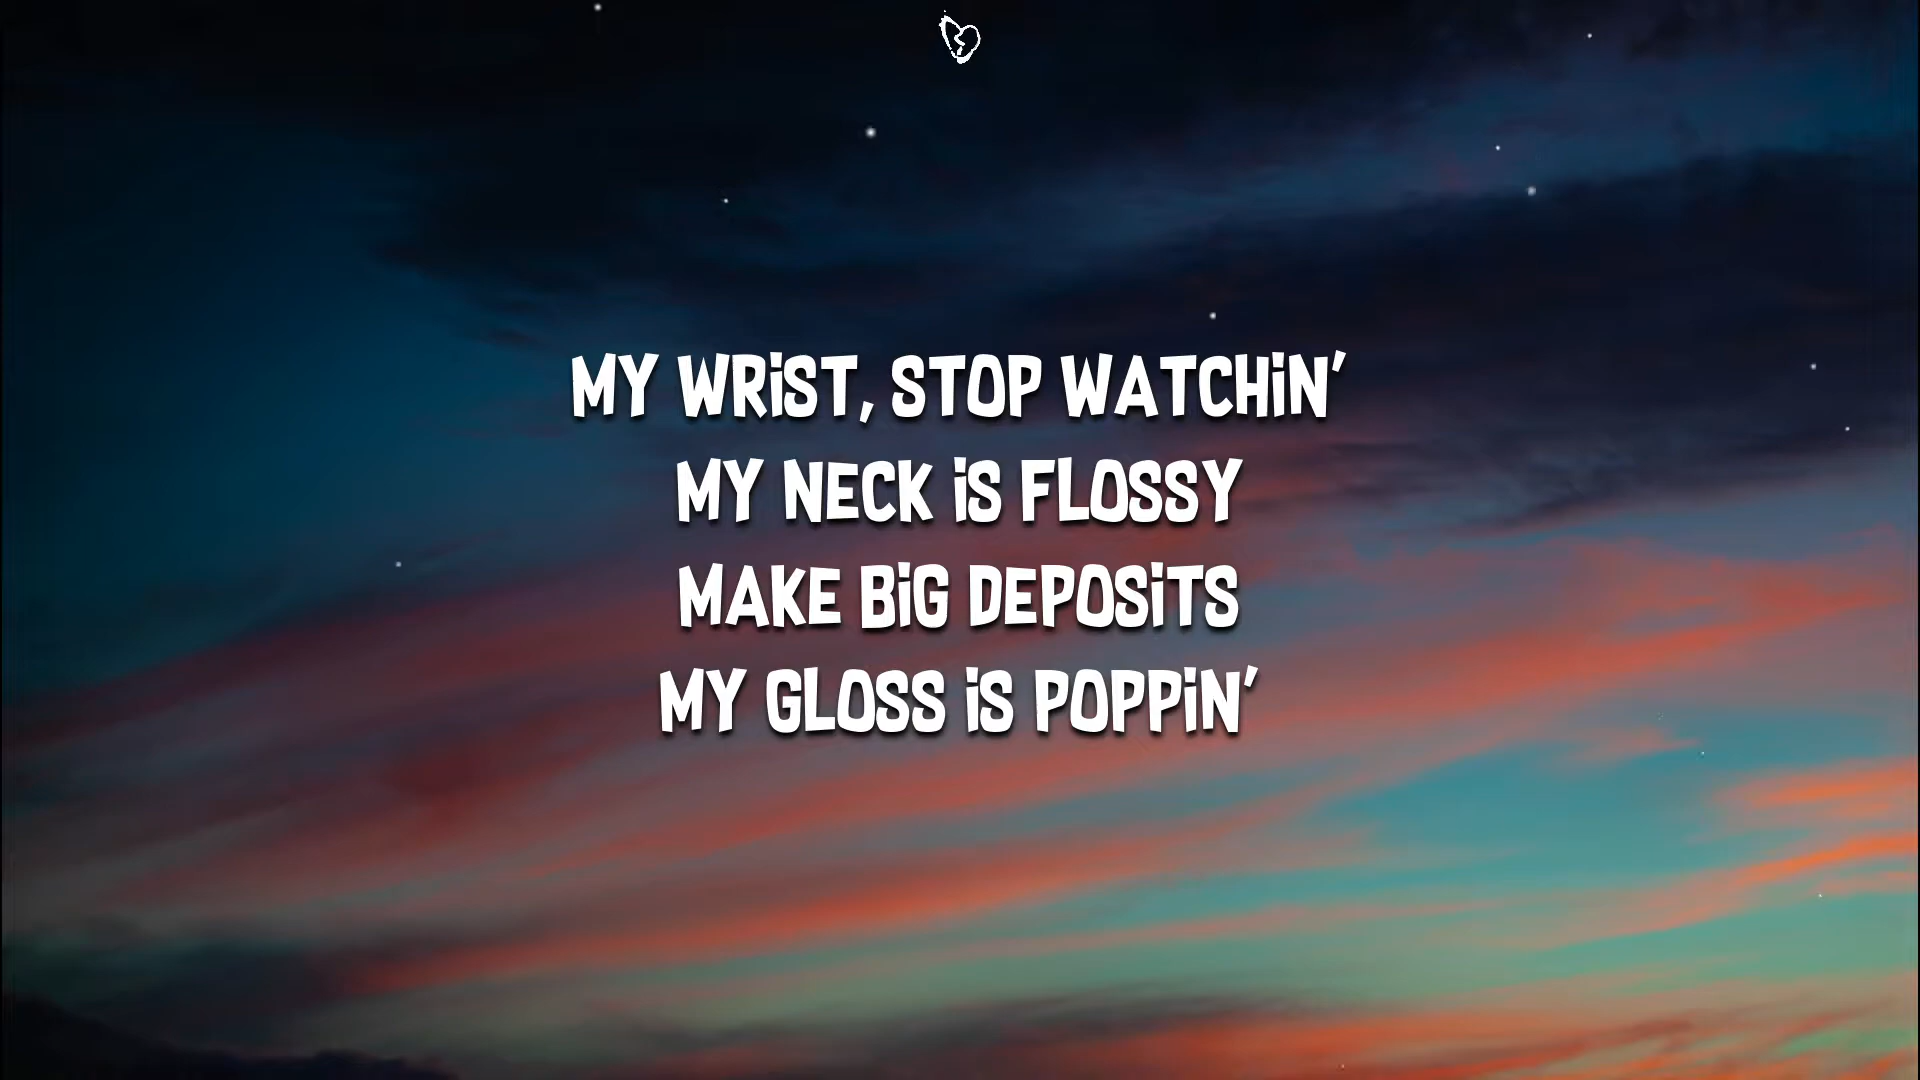 MY WRiST, STOP WATCHiN'
MY NECK iS FLOSSY
MAKE BiG DEPOSiTS
MY GLOSS iS POPPiN'